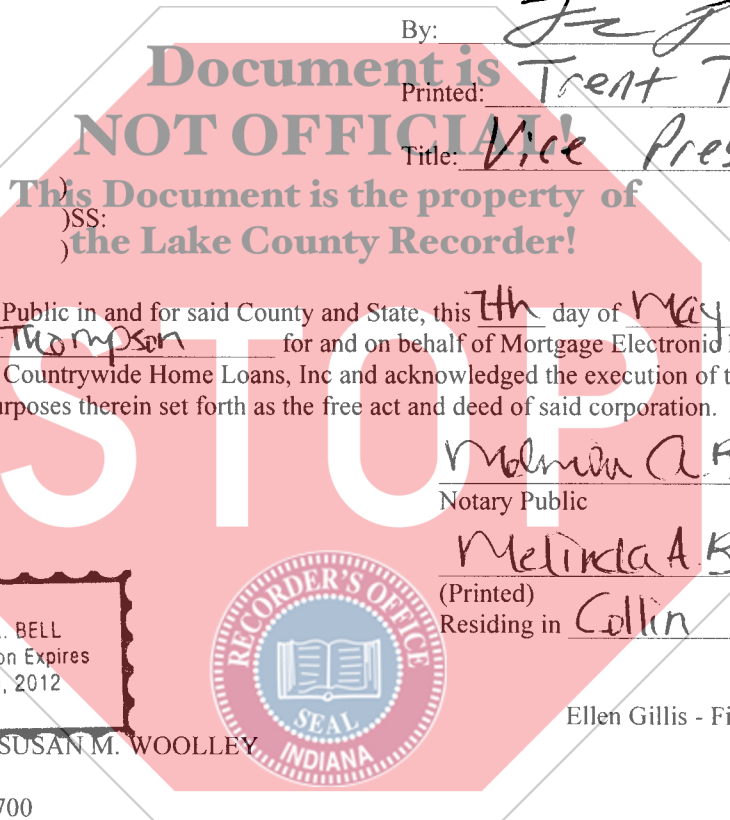 By:
Document is
Printed: Trent T
NOT OFFICIAL!
Title: Vice Pres
)
This Document is the property of
)SS:
) the Lake County Recorder!
Public in and for said County and State, this 7th day of May
Thompson for and on behalf of Mortgage Electronic
Countrywide Home Loans, Inc and acknowledged the execution of t
urposes therein set forth as the free act and deed of said corporation.
STOP
Melinda A B
Notary Public
Melinda A B
(Printed)
Residing in Collin
. BELL
on Expires
, 2012
RECORDER'S OFFICE
SEAL
INDIANA
Ellen Gillis - Fi
SUSAN M. WOOLLEY
700